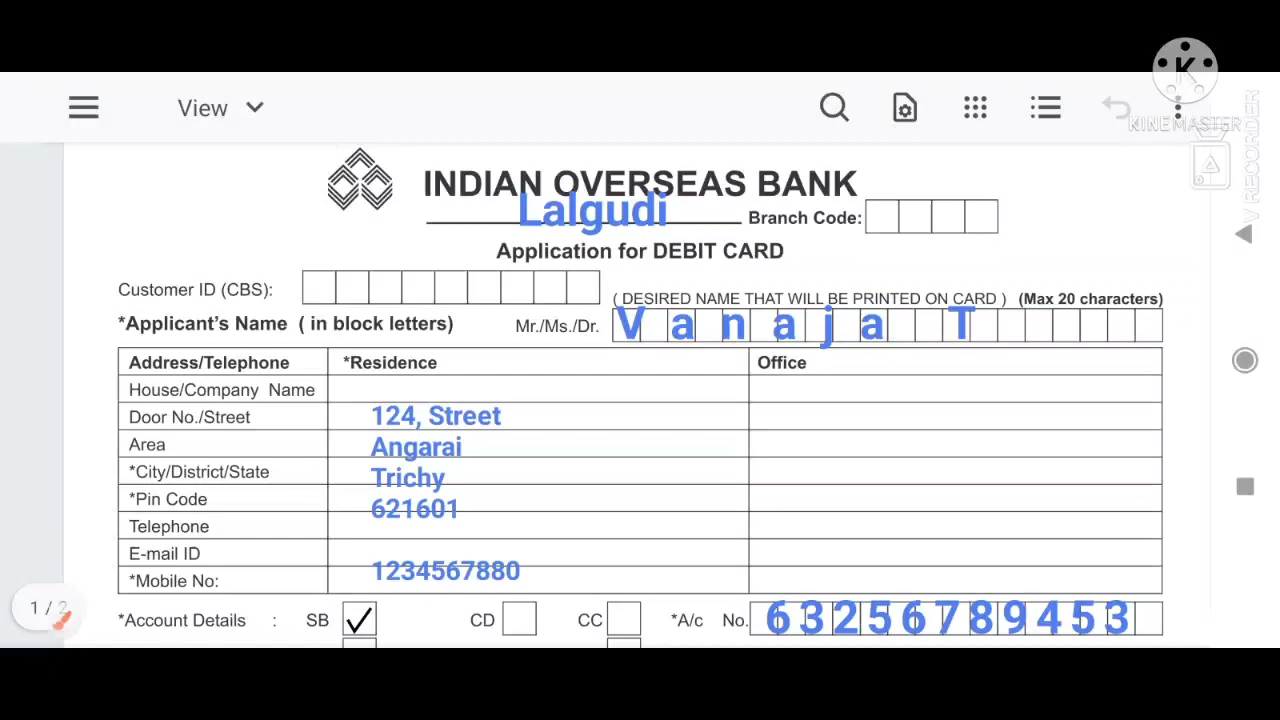 KINEMASTER
V RECORDER
View
INDIAN OVERSEAS BANK
Lalgudi Branch Code:
Application for DEBIT CARD
Customer ID (CBS):
( DESIRED NAME THAT WILL BE PRINTED ON CARD ) (Max 20 characters)
*Applicant's Name ( in block letters) Mr./Ms./Dr. Vanaja T
Address/Telephone *Residence Office
House/Company Name
Door No./Street 124, Street
Area Angarai
*City/District/State Trichy
*Pin Code 621601
Telephone
E-mail ID
*Mobile No: 1234567880
1 / 2
*Account Details : SB ✓ CD CC *A/c No. 63256789453